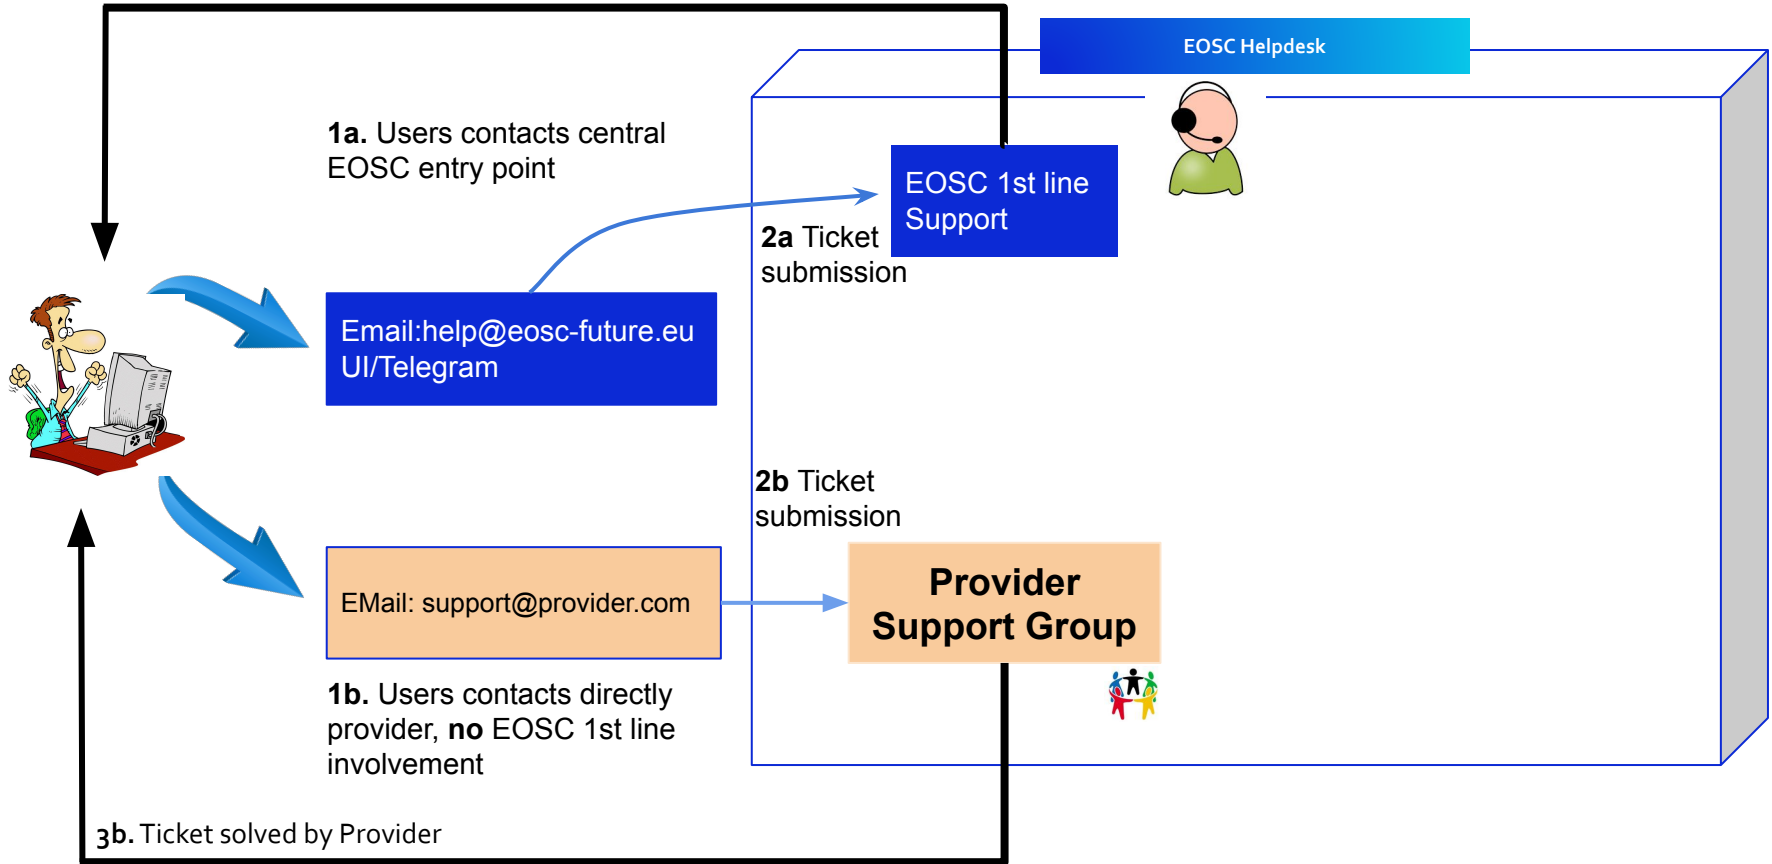 EOSC Helpdesk
1a. Users contacts central
EOSC entry point
EOSC 1st line
Support
2a Ticket
submission
Email:help@eosc-future.eu
UI/Telegram
2b Ticket
submission
EMail: support@provider.com
Provider
Support Group
1b. Users contacts directly
provider, no EOSC 1st line
involvement
3b. Ticket solved by Provider